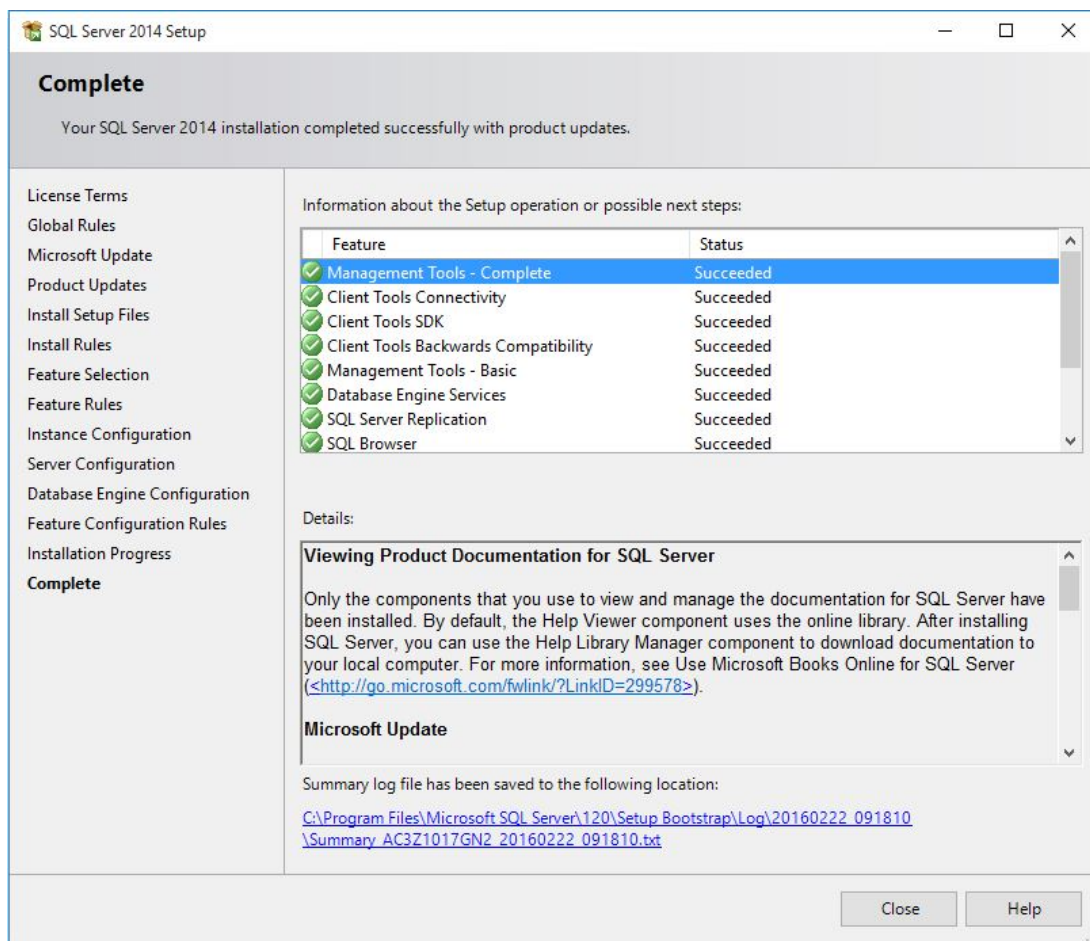 SQL Server 2014 Setup
Complete
Your SQL Server 2014 installation completed successfully with product updates.
License Terms
Global Rules
Microsoft Update
Product Updates
Install Setup Files
Install Rules
Feature Selection
Feature Rules
Instance Configuration
Server Configuration
Database Engine Configuration
Feature Configuration Rules
Installation Progress
Complete
Information about the Setup operation or possible next steps:
Feature Status
Management Tools - Complete Succeeded
Client Tools Connectivity Succeeded
Client Tools SDK Succeeded
Client Tools Backwards Compatibility Succeeded
Management Tools - Basic Succeeded
Database Engine Services Succeeded
SQL Server Replication Succeeded
SQL Browser Succeeded
Details:
Viewing Product Documentation for SQL Server
Only the components that you use to view and manage the documentation for SQL Server have
been installed. By default, the Help Viewer component uses the online library. After installing
SQL Server, you can use the Help Library Manager component to download documentation to
your local computer. For more information, see Use Microsoft Books Online for SQL Server
(<http://go.microsoft.com/fwlink/?LinkID=299578>).
Microsoft Update
Summary log file has been saved to the following location:
C:\Program Files\Microsoft SQL Server\120\Setup Bootstrap\Log\20160222_091810
\Summary_AC3Z1017GN2_20160222_091810.txt
Close Help